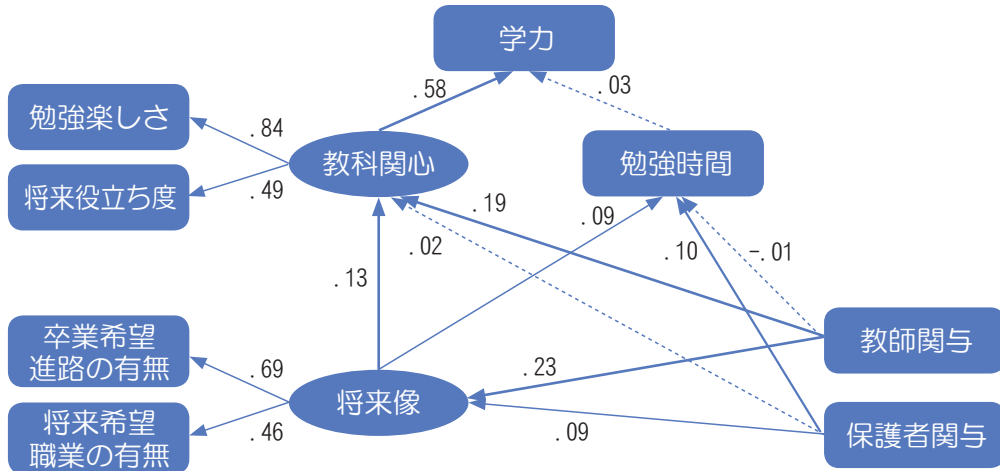 学力
.58
.03
勉強楽しさ
.84
教科関心
勉強時間
将来役立ち度
.49
.19
.09
.02
.10
-.01
.13
卒業希望
進路の有無
教師関与
.69
.23
将来像
将来希望
職業の有無
.46
.09
保護者関与